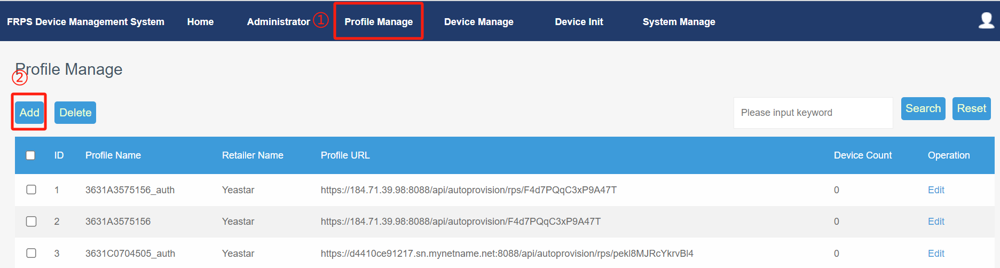 FRPS Device Management System Home Administrator ① Profile Manage Device Manage Device Init System Manage
Profile Manage
②
Add Delete Please input keyword Search Reset
ID Profile Name Retailer Name Profile URL Device Count Operation
1 3631A3575156_auth Yeastar https://184.71.39.98:8088/api/autoprovision/rps/F4d7PQqC3xP9A47T 0 Edit
2 3631A3575156 Yeastar https://184.71.39.98:8088/api/autoprovision/F4d7PQqC3xP9A47T 0 Edit
3 3631C0704505_auth Yeastar https://d4410ce91217.sn.mynetname.net:8088/api/autoprovision/rps/pekl8MJRcYkrvBl4 0 Edit